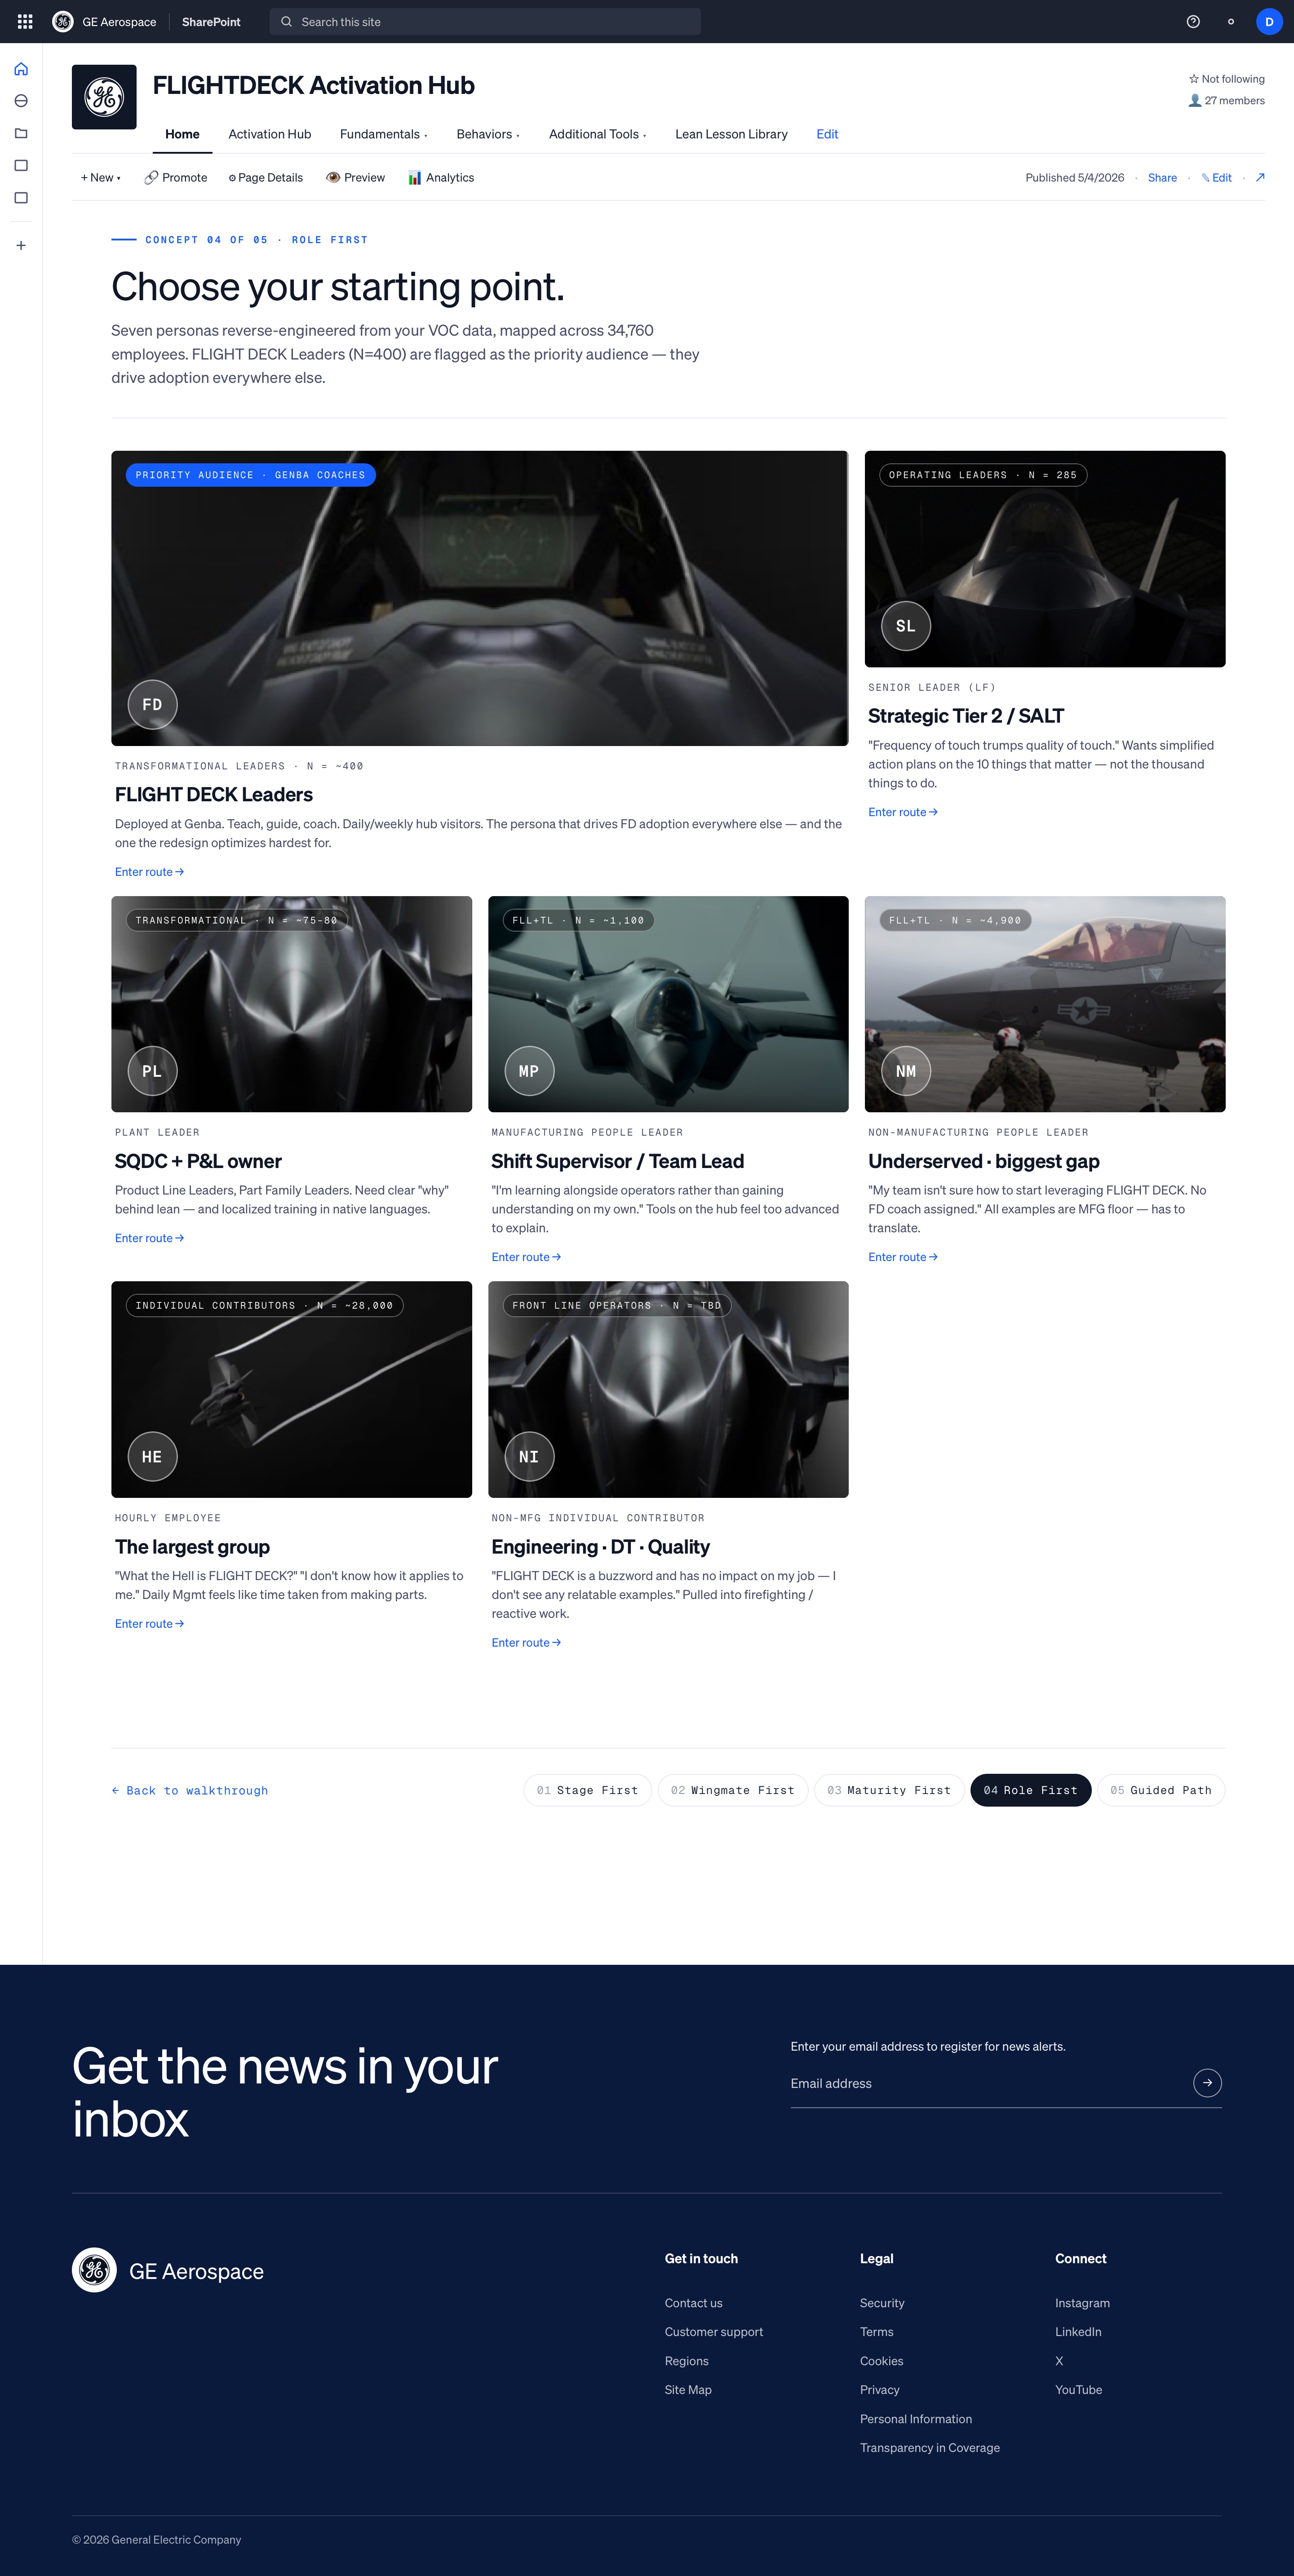 GE Aerospace
SharePoint
Search this site
D
FLIGHTDECK Activation Hub
☆ Not following
27 members
Home
Activation Hub
Fundamentals
Behaviors
Additional Tools
Lean Lesson Library
Edit
+ New ▾
Promote
Page Details
Preview
Analytics
Published 5/4/2026 · Share · ✎ Edit · ↗
CONCEPT 04 OF 05 · ROLE FIRST
Choose your starting point.
Seven personas reverse-engineered from your VOC data, mapped across 34,760
employees. FLIGHT DECK Leaders (N=400) are flagged as the priority audience — they
drive adoption everywhere else.
PRIORITY AUDIENCE · GENBA COACHES
FD
TRANSFORMATIONAL LEADERS · N = ~400
FLIGHT DECK Leaders
Deployed at Genba. Teach, guide, coach. Daily/weekly hub visitors. The persona that drives FD adoption everywhere else — and the
one the redesign optimizes hardest for.
Enter route →
OPERATING LEADERS · N = 285
SL
SENIOR LEADER (LF)
Strategic Tier 2 / SALT
"Frequency of touch trumps quality of touch." Wants simplified
action plans on the 10 things that matter — not the thousand
things to do.
Enter route →
TRANSFORMATIONAL · N = ~75-80
PL
PLANT LEADER
SQDC + P&L owner
Product Line Leaders, Part Family Leaders. Need clear "why"
behind lean — and localized training in native languages.
Enter route →
FLL+TL · N = ~1,100
MP
MANUFACTURING PEOPLE LEADER
Shift Supervisor / Team Lead
"I'm learning alongside operators rather than gaining
understanding on my own." Tools on the hub feel too advanced
to explain.
Enter route →
FLL+TL · N = ~4,900
NM
NON-MANUFACTURING PEOPLE LEADER
Underserved · biggest gap
"My team isn't sure how to start leveraging FLIGHT DECK. No
FD coach assigned." All examples are MFG floor — has to
translate.
Enter route →
INDIVIDUAL CONTRIBUTORS · N = ~28,000
HE
HOURLY EMPLOYEE
The largest group
"What the Hell is FLIGHT DECK?" "I don't know how it applies to
me." Daily Mgmt feels like time taken from making parts.
Enter route →
FRONT LINE OPERATORS · N = TBD
NI
NON-MFG INDIVIDUAL CONTRIBUTOR
Engineering · DT · Quality
"FLIGHT DECK is a buzzword and has no impact on my job — I
don't see any relatable examples." Pulled into firefighting /
reactive work.
Enter route →
← Back to walkthrough
01 Stage First
02 Wingmate First
03 Maturity First
04 Role First
05 Guided Path
Get the news in your
inbox
Enter your email address to register for news alerts.
Email address
GE Aerospace
Get in touch
Contact us
Customer support
Regions
Site Map
Legal
Security
Terms
Cookies
Privacy
Personal Information
Transparency in Coverage
Connect
Instagram
LinkedIn
X
YouTube
© 2026 General Electric Company